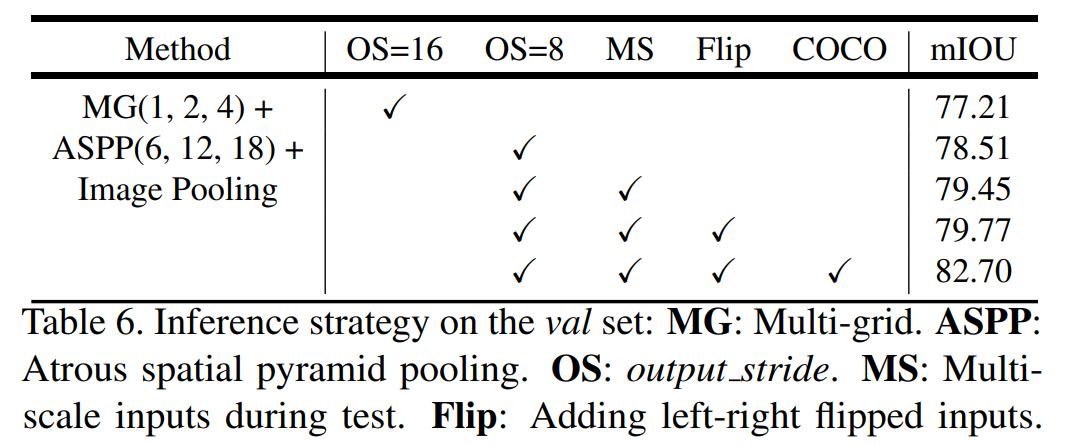 Method OS=16 OS=8 MS Flip COCO mIOU
MG(1, 2, 4) + ✓ 77.21
ASPP(6, 12, 18) + ✓ 78.51
Image Pooling ✓ ✓ 79.45
✓ ✓ ✓ 79.77
✓ ✓ ✓ ✓ 82.70
Table 6. Inference strategy on the val set: MG: Multi-grid. ASPP:
Atrous spatial pyramid pooling. OS: output_stride. MS: Multi-
scale inputs during test. Flip: Adding left-right flipped inputs.